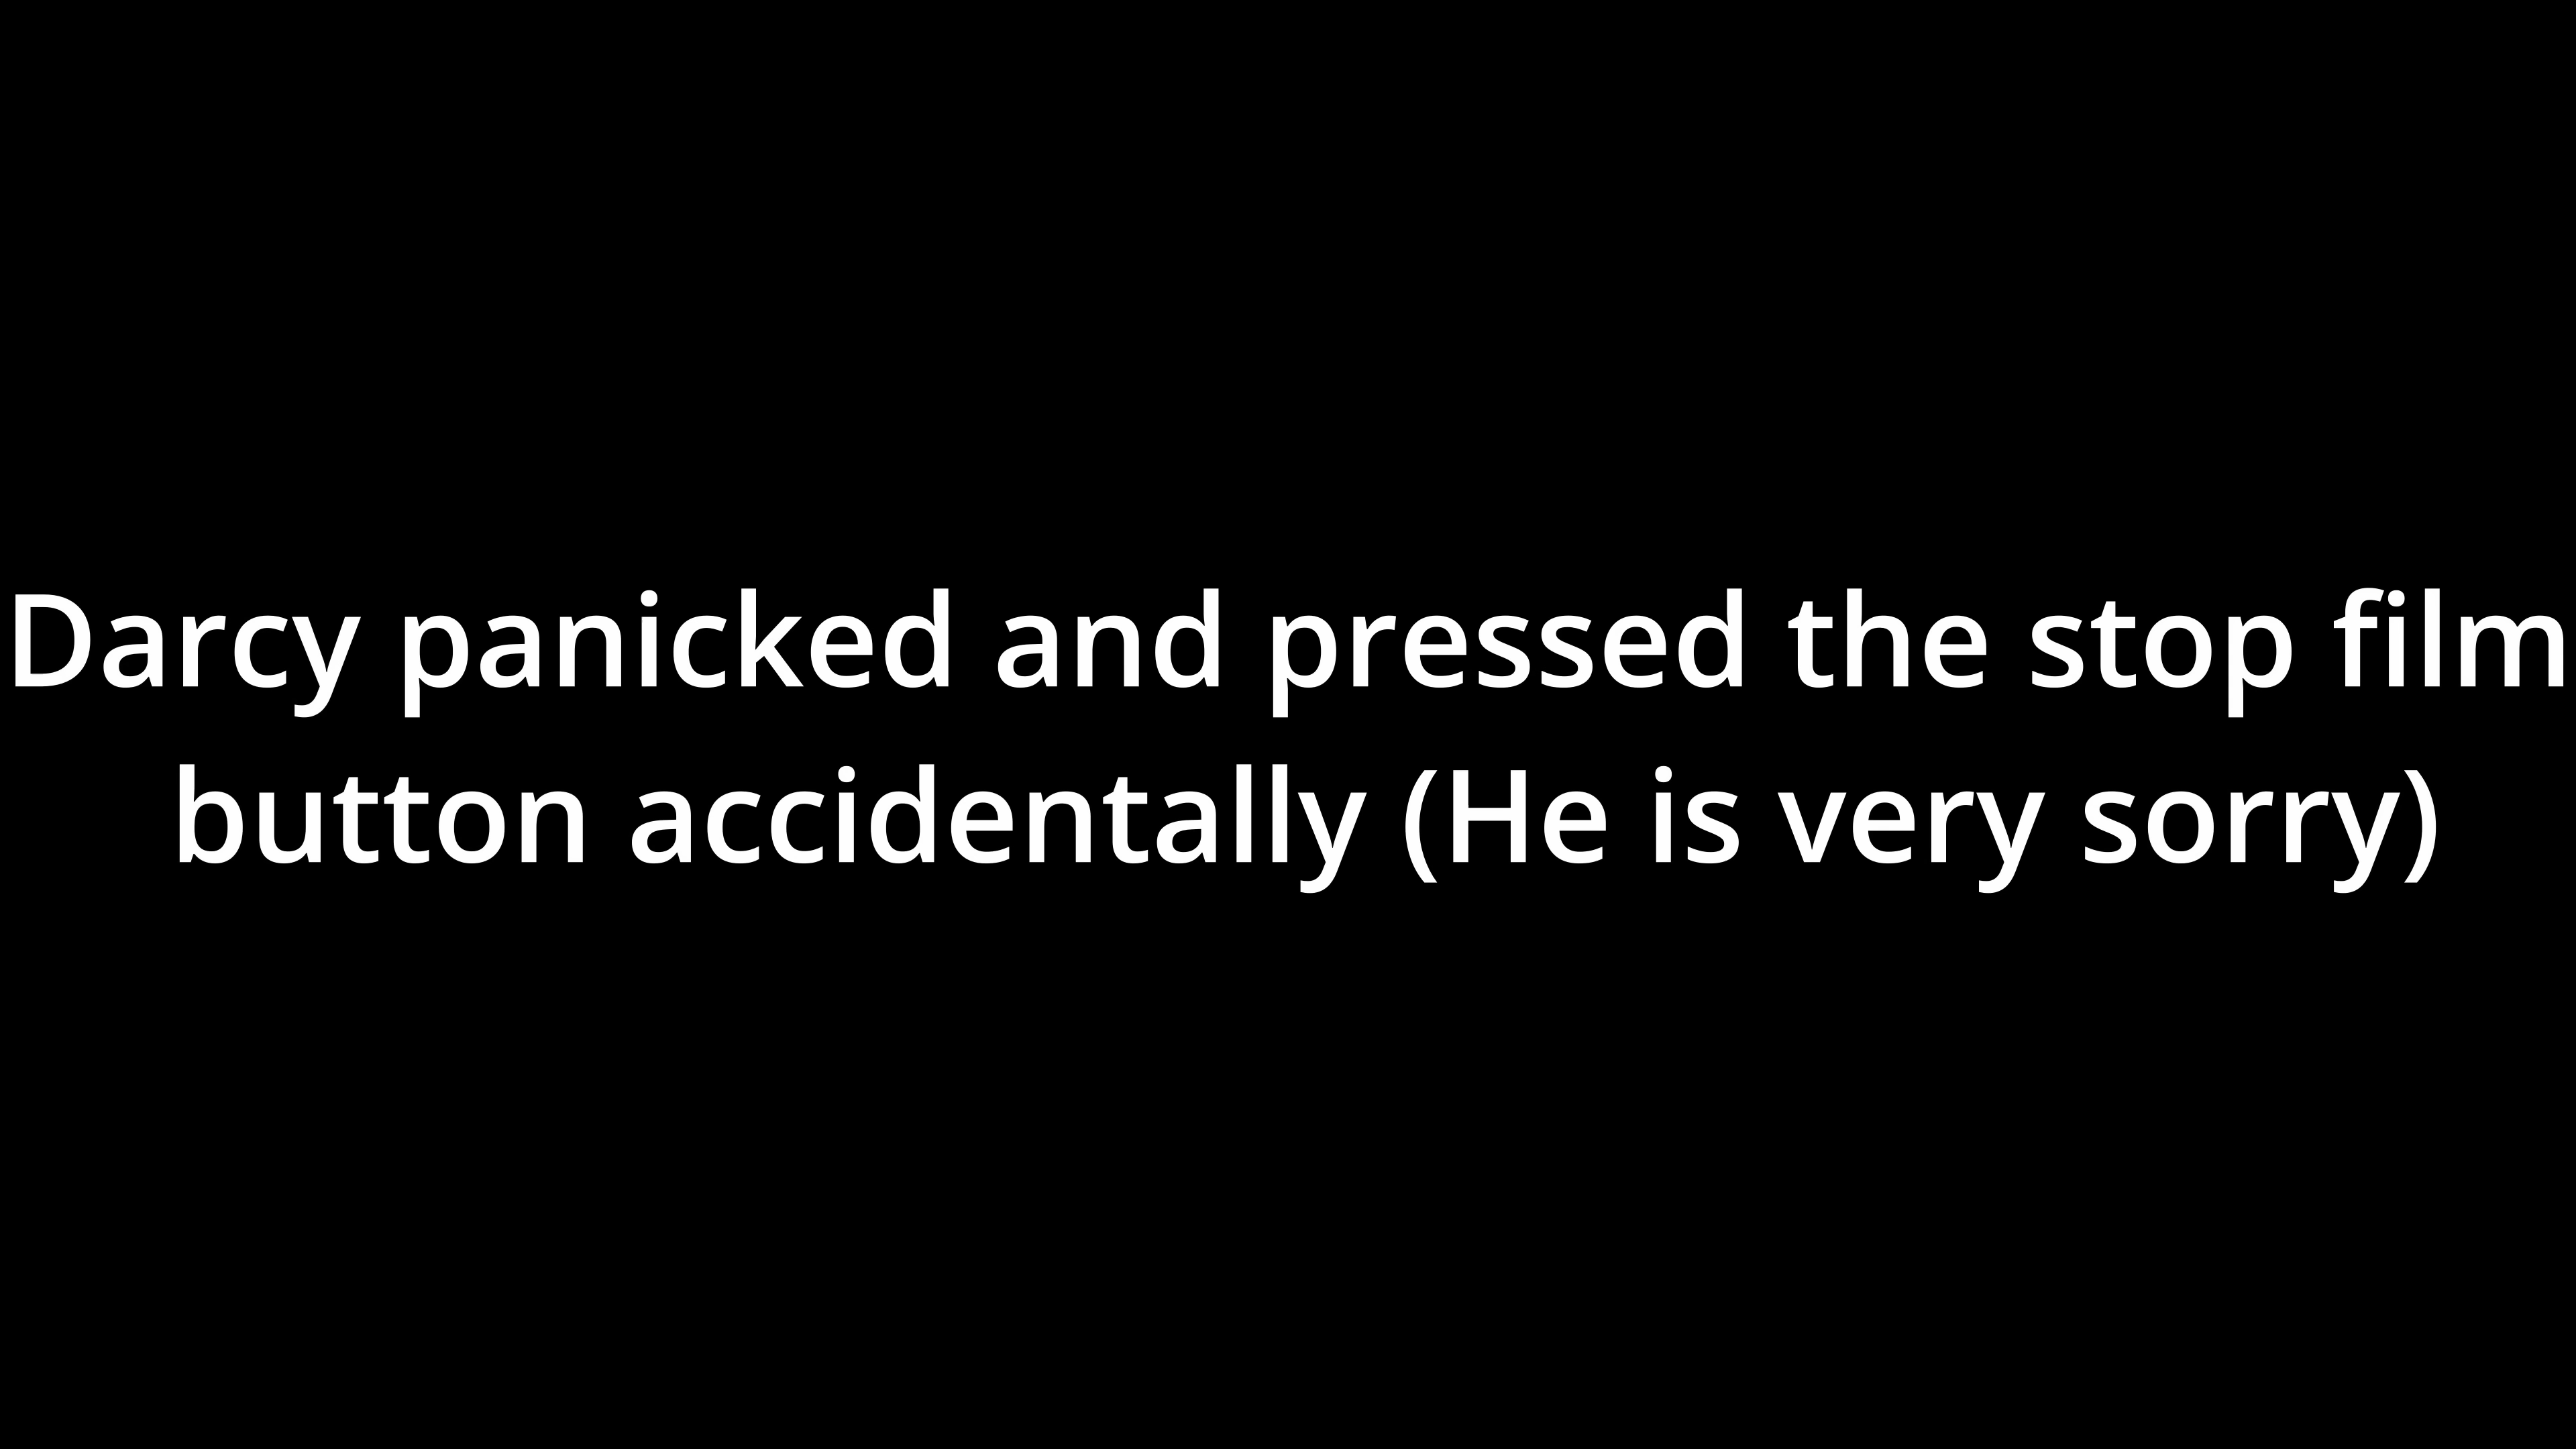 Darcy panicked and pressed the stop film
button accidentally (He is very sorry)